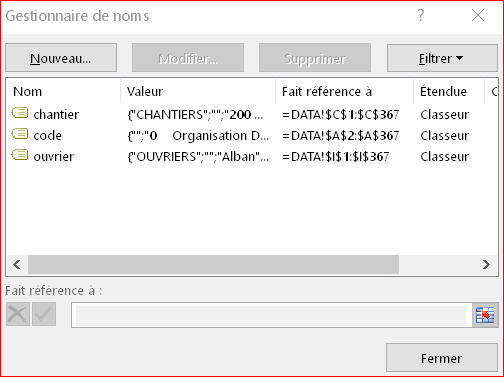 Gestionnaire de noms ? ×
Nouveau... Modifier... Supprimer Filtrer
Nom Valeur Fait référence à Étendue C
chantier {"CHANTIERS";"";"200 ... =DATA!$C$1:$C$367 Classeur
code {"";"0 Organisation D... =DATA!$A$2:$A$367 Classeur
ouvrier {"OUVRIERS";"";"Alban"... =DATA!$I$1:$I$367 Classeur
Fait référence à :
Fermer